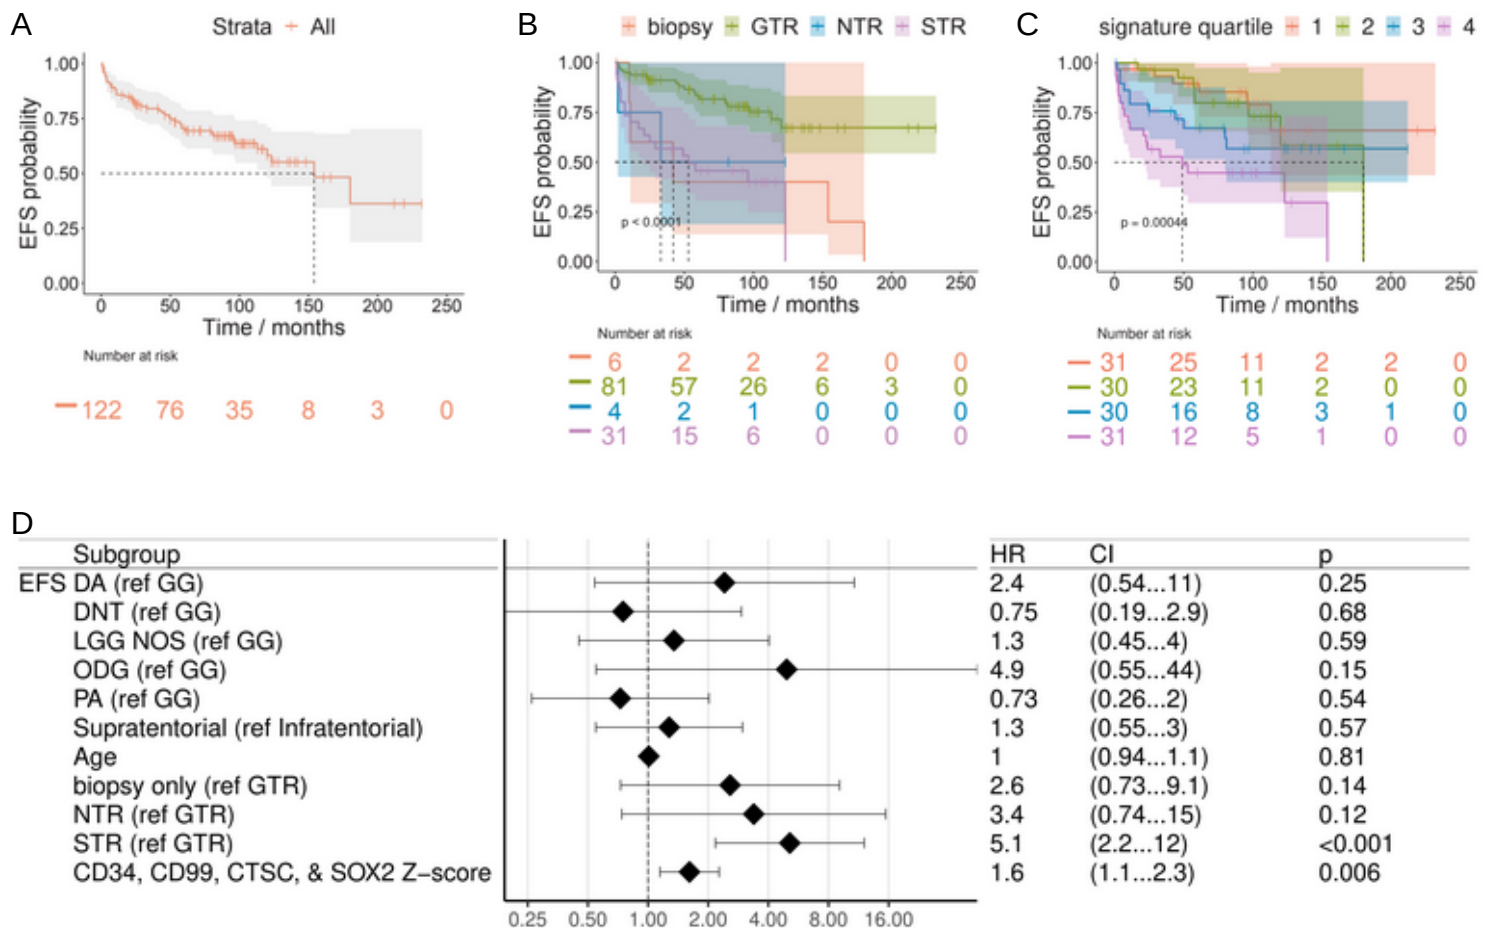 A
Strata All
1.00
0.75
0.50
0.25
0.00
EFS probability
0 50 100 150 200 250
Time / months
Number at risk
122 76 35 8 3 0
B
biopsy GTR NTR STR
1.00
0.75
0.50
0.25
0.00
EFS probability
p < 0.0001
0 50 100 150 200 250
Time / months
Number at risk
6 2 2 2 0 0
81 57 26 6 3 0
4 2 1 0 0 0
31 15 6 0 0 0
C
signature quartile 1 2 3 4
1.00
0.75
0.50
0.25
0.00
EFS probability
p = 0.00044
0 50 100 150 200 250
Time / months
Number at risk
31 25 11 2 2 0
30 23 11 2 0 0
30 16 8 3 1 0
31 12 5 1 0 0
D
Subgroup HR CI p
EFS DA (ref GG) 2.4 (0.54...11) 0.25
DNT (ref GG) 0.75 (0.19...2.9) 0.68
LGG NOS (ref GG) 1.3 (0.45...4) 0.59
ODG (ref GG) 4.9 (0.55...44) 0.15
PA (ref GG) 0.73 (0.26...2) 0.54
Supratentorial (ref Infratentorial) 1.3 (0.55...3) 0.57
Age 1 (0.94...1.1) 0.81
biopsy only (ref GTR) 2.6 (0.73...9.1) 0.14
NTR (ref GTR) 3.4 (0.74...15) 0.12
STR (ref GTR) 5.1 (2.2...12) <0.001
CD34, CD99, CTSC, & SOX2 Z−score 1.6 (1.1...2.3) 0.006
0.25 0.50 1.00 2.00 4.00 8.00 16.00